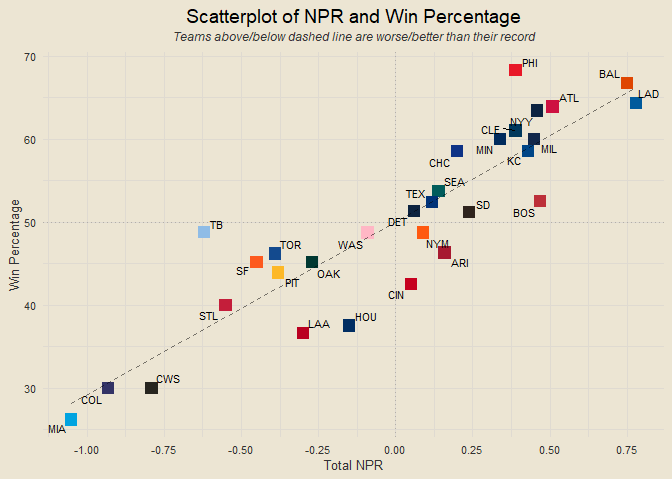 Scatterplot of NPR and Win Percentage
Teams above/below dashed line are worse/better than their record
70
PHI
BAL
LAD
ATL
NYY
CLE
60
MIN
MIL
CHC
KC
SEA
TEX
SD
BOS
DET
50
TB
WAS
NYM
TOR
ARI
SF
OAK
PIT
CIN
40
STL
HOU
LAA
CWS
30
COL
MIA
Win Percentage
-1.00
-0.75
-0.50
-0.25
0.00
0.25
0.50
0.75
Total NPR